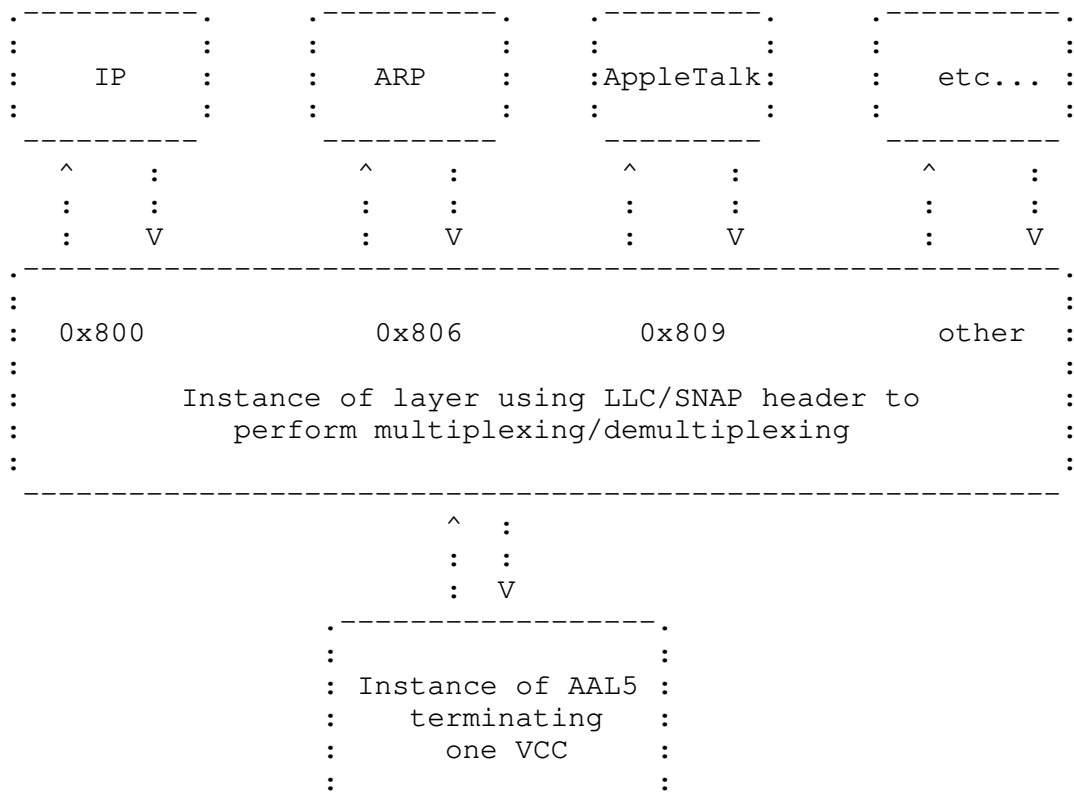 IP ARP AppleTalk etc...
0x800 0x806 0x809 other
Instance of layer using LLC/SNAP header to
perform multiplexing/demultiplexing
Instance of AAL5
terminating
one VCC